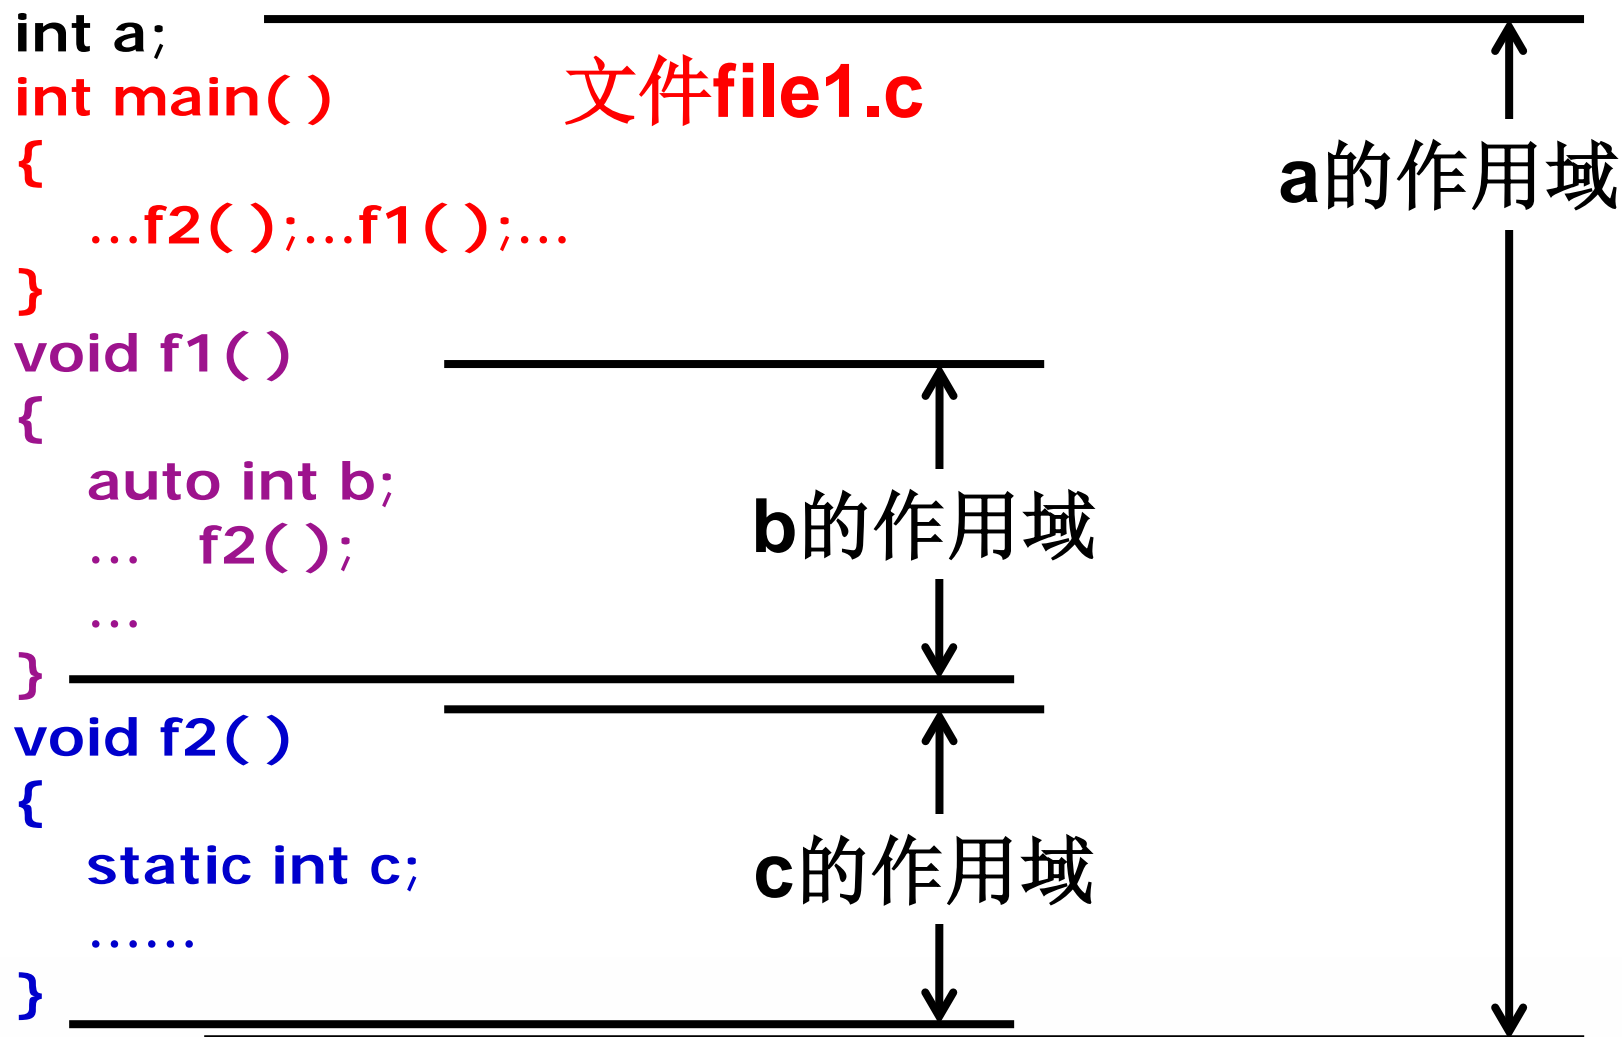 int a;
int main( )
文件file1.c
{
a的作用域
…f2( );…f1( );…
}
void f1( )
{
auto int b;
b的作用域
… f2( );
…
}
void f2( )
{
static int c;
c的作用域
……
}